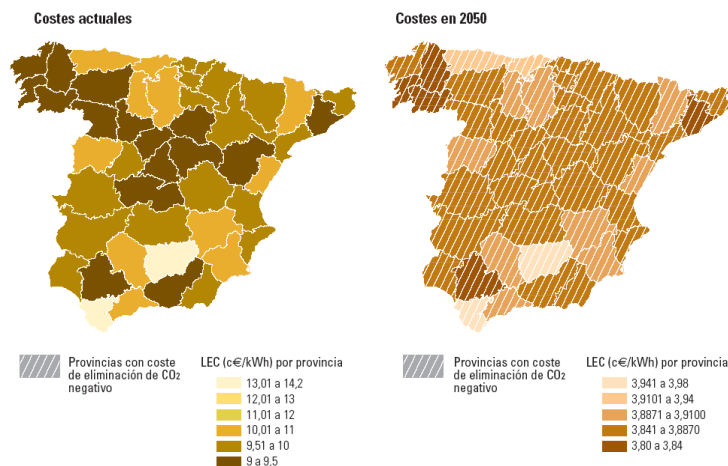 Costes actuales
Provincias con coste
de eliminación de CO₂
negativo
LEC (c€/kWh) por provincia
13,01 a 14,2
12,01 a 13
11,01 a 12
10,01 a 11
9,51 a 10
9 a 9,5
Costes en 2050
Provincias con coste
de eliminación de CO₂
negativo
LEC (c€/kWh) por provincia
3,941 a 3,98
3,9101 a 3,94
3,8871 a 3,9100
3,841 a 3,8870
3,80 a 3,84